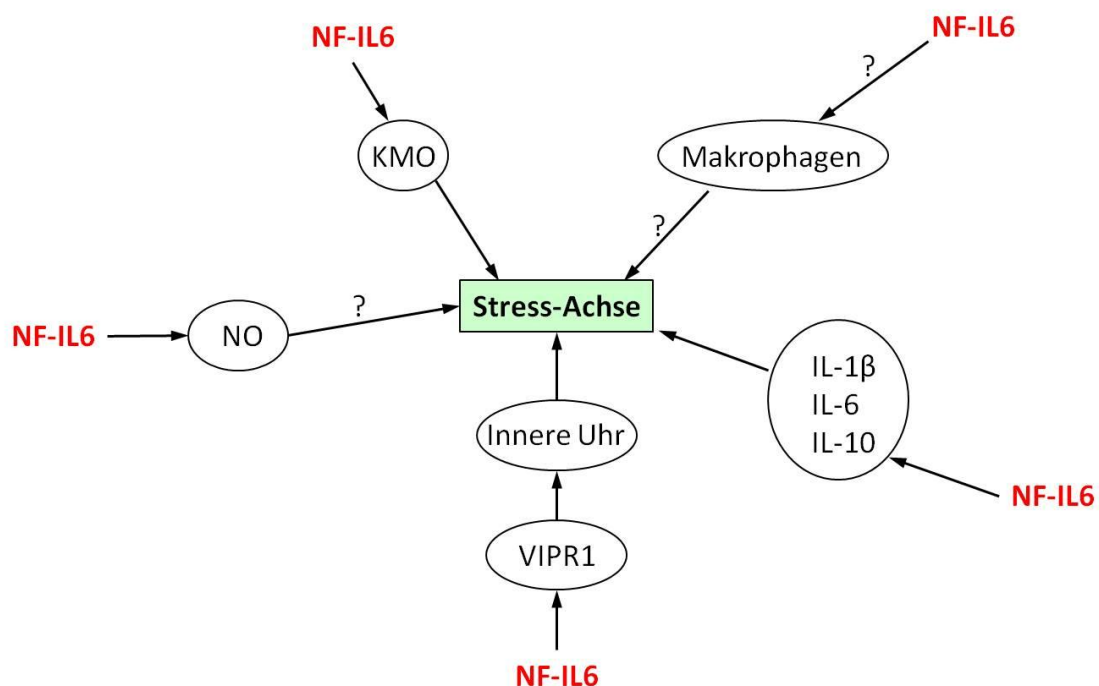 NF-IL6
NF-IL6
?
KMO
Makrophagen
?
Stress-Achse
?
NF-IL6
NO
IL-1β
IL-6
IL-10
Innere Uhr
NF-IL6
VIPR1
NF-IL6